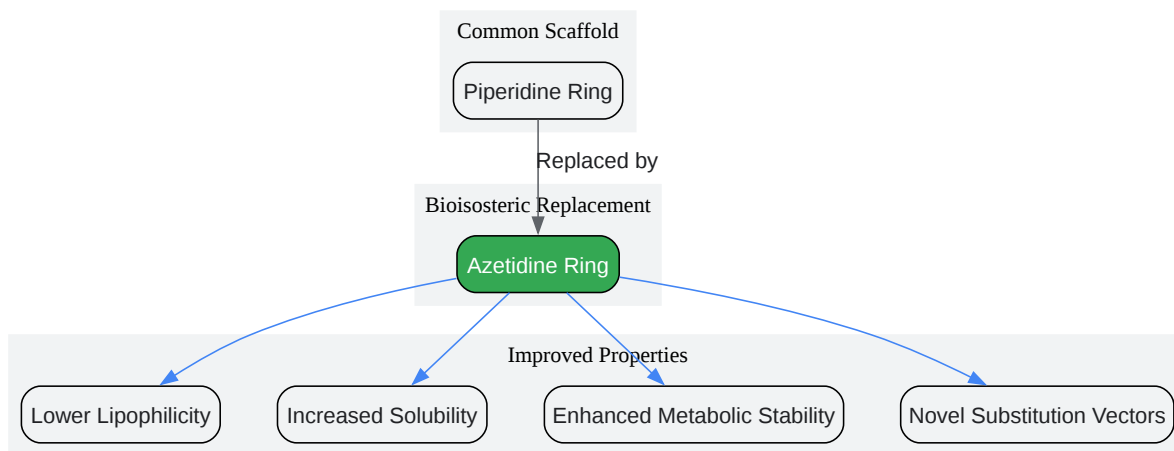 Common Scaffold
Piperidine Ring
Replaced by
Bioisosteric Replacement
Azetidine Ring
Improved Properties
Lower Lipophilicity
Increased Solubility
Enhanced Metabolic Stability
Novel Substitution Vectors